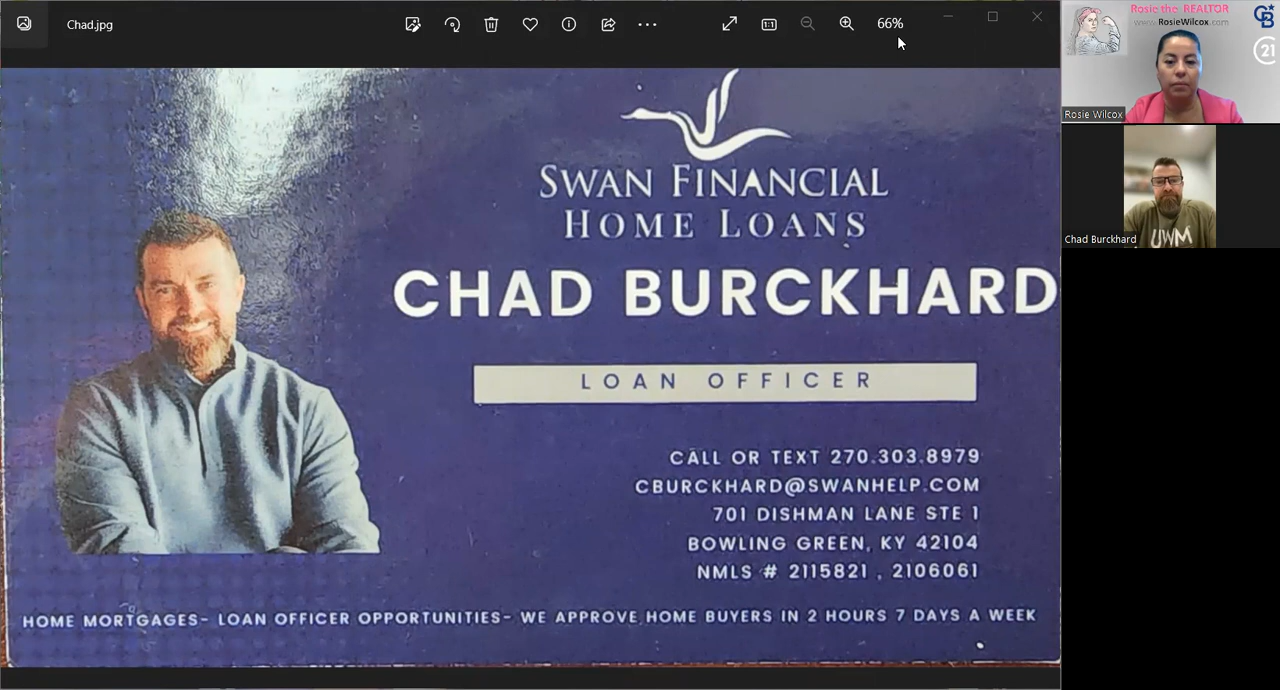 Chad.jpg
66%
SWAN FINANCIAL
HOME LOANS
CHAD BURCKHARD
LOAN OFFICER
CALL OR TEXT 270.303.8979
CBURCKHARD@SWANHELP.COM
701 DISHMAN LANE STE 1
BOWLING GREEN, KY 42104
NMLS # 2115821 , 2106061
HOME MORTGAGES- LOAN OFFICER OPPORTUNITIES- WE APPROVE HOME BUYERS IN 2 HOURS 7 DAYS A WEEK
Rosie the REALTOR
www.RosieWilcox.com
CB
21
Rosie Wilcox
UWM
Chad Burckhard